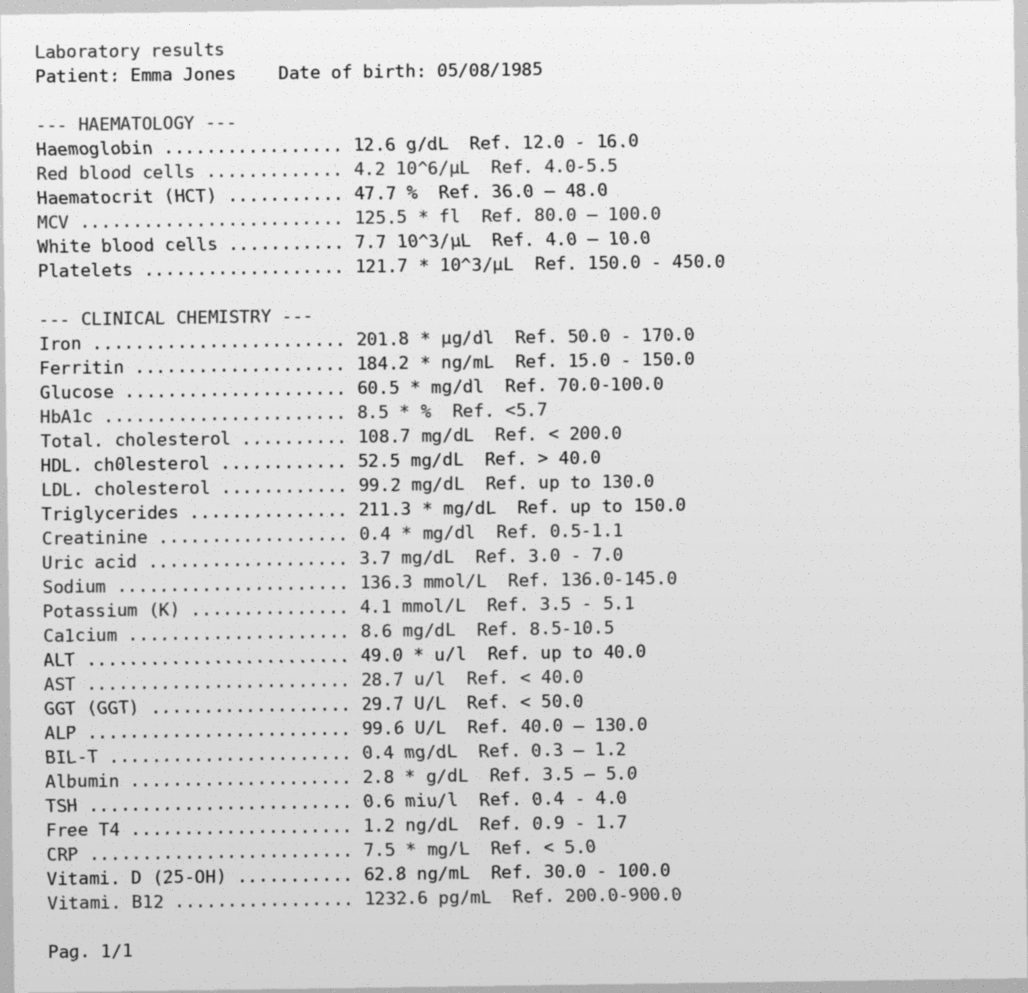 Laboratory results
Patient: Emma Jones    Date of birth: 05/08/1985

--- HAEMATOLOGY ---
Haemoglobin ................. 12.6 g/dL  Ref. 12.0 - 16.0
Red blood cells ............. 4.2 10^6/µL  Ref. 4.0-5.5
Haematocrit (HCT) ........... 47.7 %  Ref. 36.0 – 48.0
MCV ......................... 125.5 * fl  Ref. 80.0 – 100.0
White blood cells ........... 7.7 10^3/µL  Ref. 4.0 – 10.0
Platelets ................... 121.7 * 10^3/µL  Ref. 150.0 - 450.0

--- CLINICAL CHEMISTRY ---
Iron ........................ 201.8 * µg/dl  Ref. 50.0 - 170.0
Ferritin .................... 184.2 * ng/mL  Ref. 15.0 - 150.0
Glucose ..................... 60.5 * mg/dl  Ref. 70.0-100.0
HbA1c ....................... 8.5 * %  Ref. <5.7
Total. cholesterol .......... 108.7 mg/dL  Ref. < 200.0
HDL. ch0lesterol ............ 52.5 mg/dL  Ref. > 40.0
LDL. cholesterol ............ 99.2 mg/dL  Ref. up to 130.0
Triglycerides ............... 211.3 * mg/dL  Ref. up to 150.0
Creatinine .................. 0.4 * mg/dl  Ref. 0.5-1.1
Uric acid ................... 3.7 mg/dL  Ref. 3.0 - 7.0
Sodium ...................... 136.3 mmol/L  Ref. 136.0-145.0
Potassium (K) ............... 4.1 mmol/L  Ref. 3.5 - 5.1
Ca1cium ..................... 8.6 mg/dL  Ref. 8.5-10.5
ALT ......................... 49.0 * u/l  Ref. up to 40.0
AST ......................... 28.7 u/l  Ref. < 40.0
GGT (GGT) ................... 29.7 U/L  Ref. < 50.0
ALP ......................... 99.6 U/L  Ref. 40.0 – 130.0
BIL-T ....................... 0.4 mg/dL  Ref. 0.3 – 1.2
Albumin ..................... 2.8 * g/dL  Ref. 3.5 – 5.0
TSH ......................... 0.6 miu/l  Ref. 0.4 - 4.0
Free T4 ..................... 1.2 ng/dL  Ref. 0.9 - 1.7
CRP ......................... 7.5 * mg/L  Ref. < 5.0
Vitami. D (25-OH) ........... 62.8 ng/mL  Ref. 30.0 - 100.0
Vitami. B12 ................. 1232.6 pg/mL  Ref. 200.0-900.0

Pag. 1/1